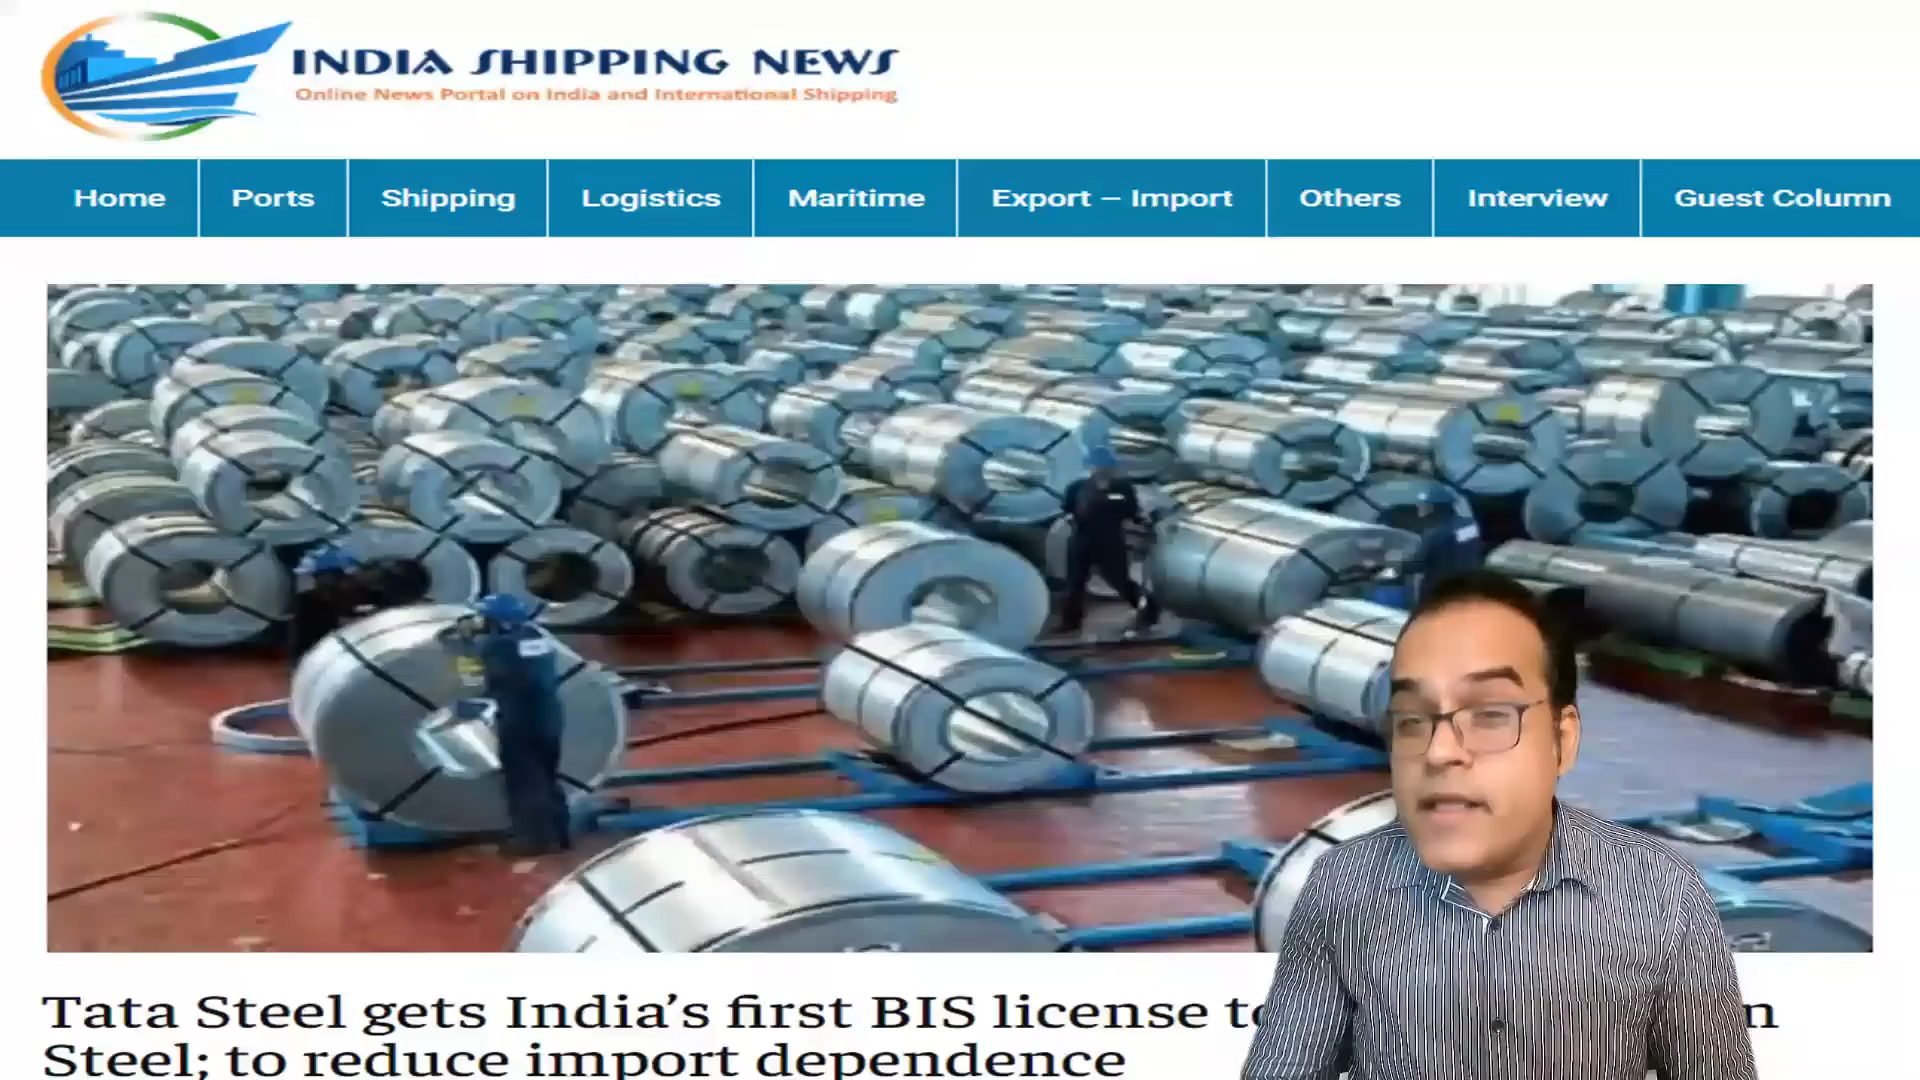 INDIA SHIPPING NEWS
Online News Portal on India and International Shipping
Home Ports Shipping Logistics Maritime Export – Import Others Interview Guest Column
Tata Steel gets India’s first BIS license
Steel; to reduce import dependence